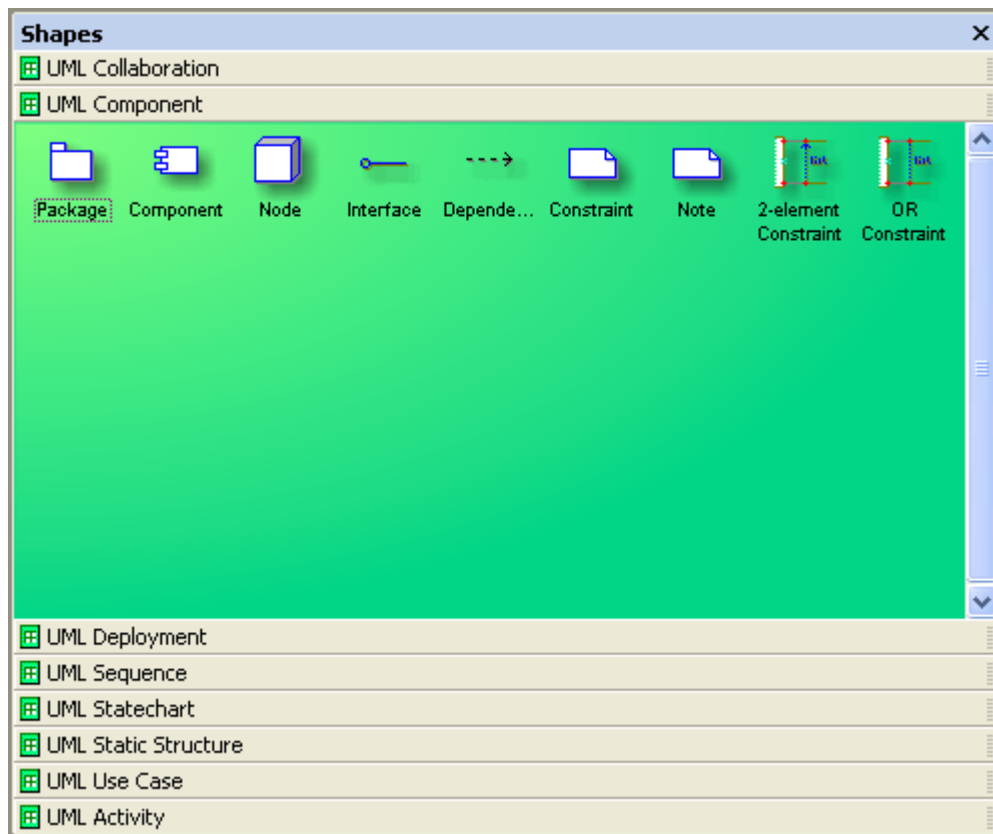 Shapes
UML Collaboration
UML Component
Package Component Node Interface Depende... Constraint Note 2-element OR
Constraint Constraint
UML Deployment
UML Sequence
UML Statechart
UML Static Structure
UML Use Case
UML Activity